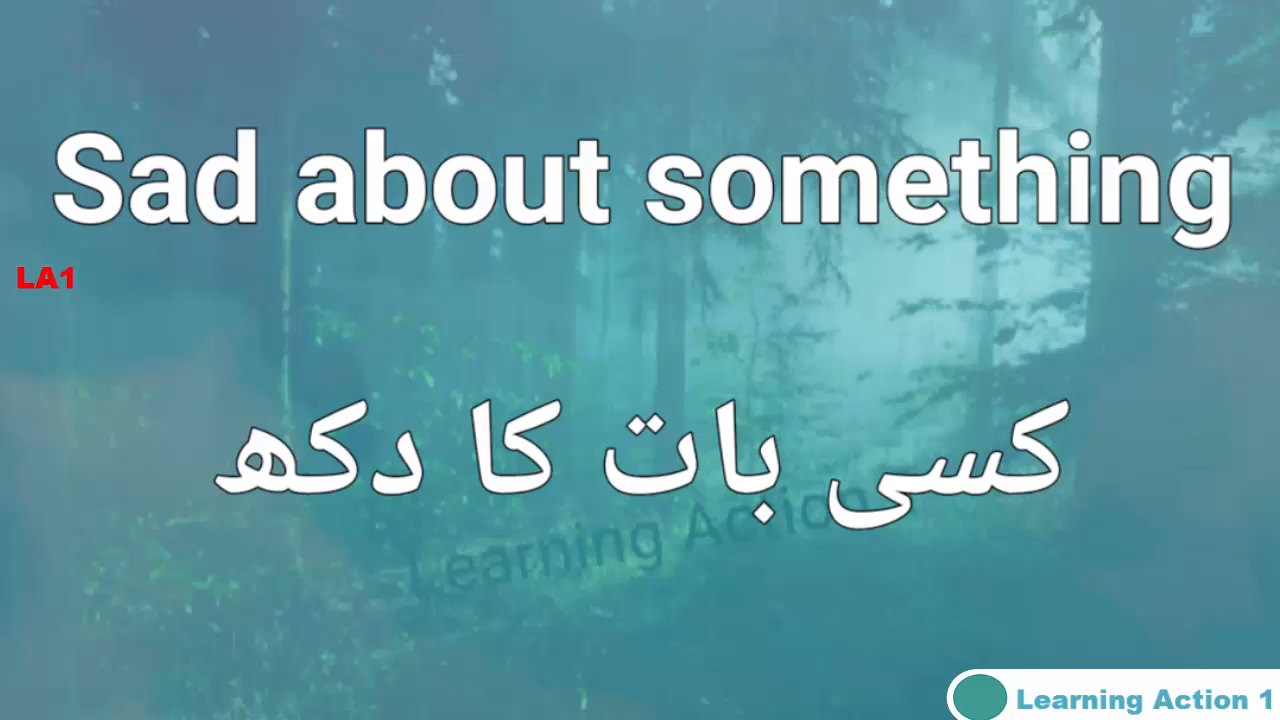 Sad about something
LA1
کسی بات کا دکھ
Learning Action
Learning Action 1